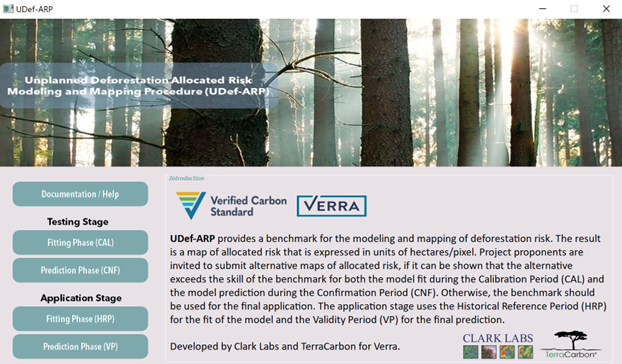 UDef-ARP
Unplanned Deforestation Allocated Risk
Modeling and Mapping Procedure (UDef-ARP)
Documentation / Help
Testing Stage
Fitting Phase (CAL)
Prediction Phase (CNF)
Application Stage
Fitting Phase (HRP)
Prediction Phase (VP)
Introduction
Verified Carbon
Standard
VERRA
UDef-ARP provides a benchmark for the modeling and mapping of deforestation risk. The result
is a map of allocated risk that is expressed in units of hectares/pixel. Project proponents are
invited to submit alternative maps of allocated risk, if it can be shown that the alternative
exceeds the skill of the benchmark for both the model fit during the Calibration Period (CAL) and
the model prediction during the Confirmation Period (CNF). Otherwise, the benchmark should
be used for the final application. The application stage uses the Historical Reference Period (HRP)
for the fit of the model and the Validity Period (VP) for the final prediction.
Developed by Clark Labs and TerraCarbon for Verra.
CLARK LABS
TerraCarbon